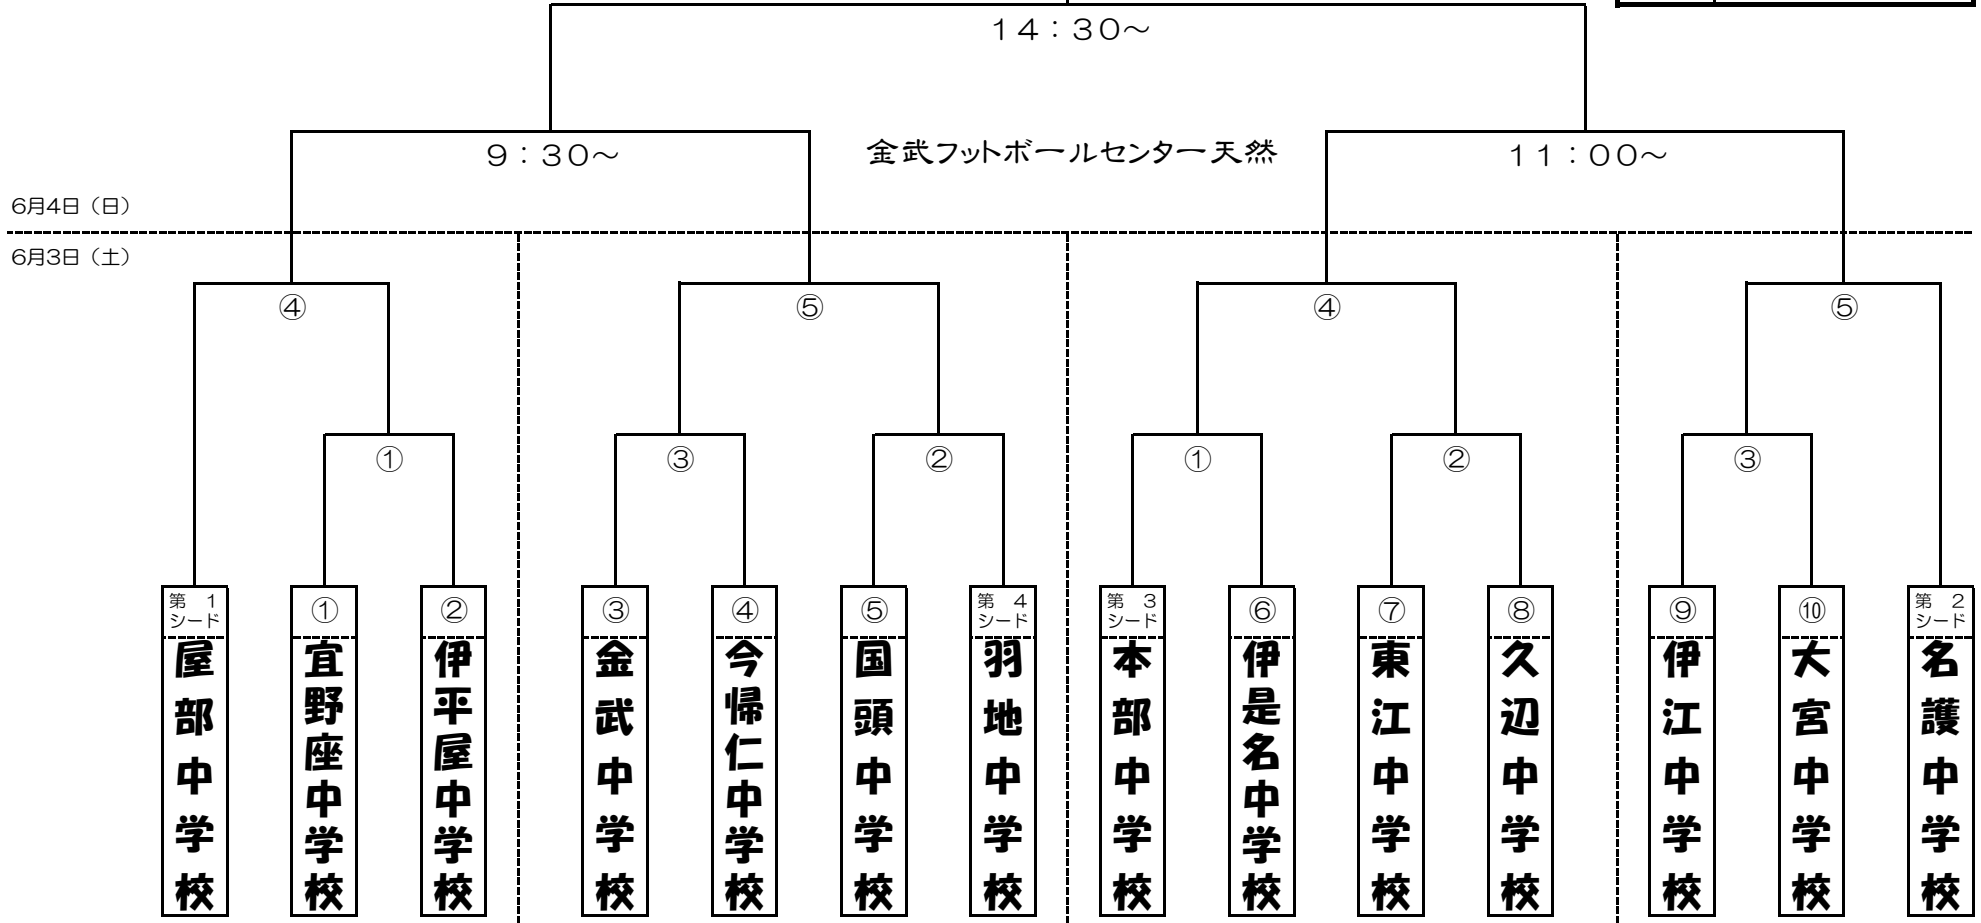 14：30～
9：30～
金武フットボールセンター天然
11：00～
6月4日（日）
6月3日（土）
④
⑤
④
⑤
①
③
②
①
②
③
第 1
シード
屋部中学校
①
宜野座中学校
②
伊平屋中学校
③
金武中学校
④
今帰仁中学校
⑤
国頭中学校
第 4
シード
羽地中学校
第 3
シード
本部中学校
⑥
伊是名中学校
⑦
東江中学校
⑧
久辺中学校
⑨
伊江中学校
⑩
大宮中学校
第 2
シード
名護中学校